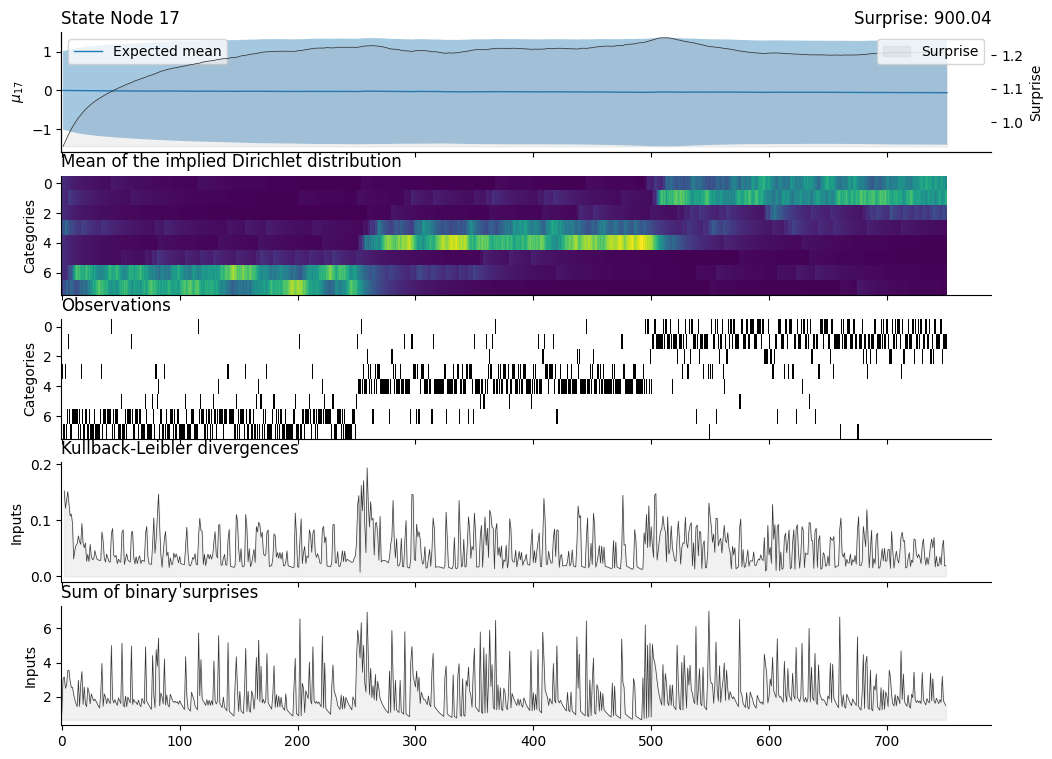 State Node 17 Surprise: 900.04
Expected mean Surprise
1
0
−1
μ17
1.2
1.1
1.0
Surprise
Mean of the implied Dirichlet distribution
0
2
4
6
Categories
Observations
0
2
4
6
Categories
Kullback-Leibler divergences
0.2
0.1
0.0
Inputs
Sum of binary surprises
6
4
2
Inputs
0 100 200 300 400 500 600 700